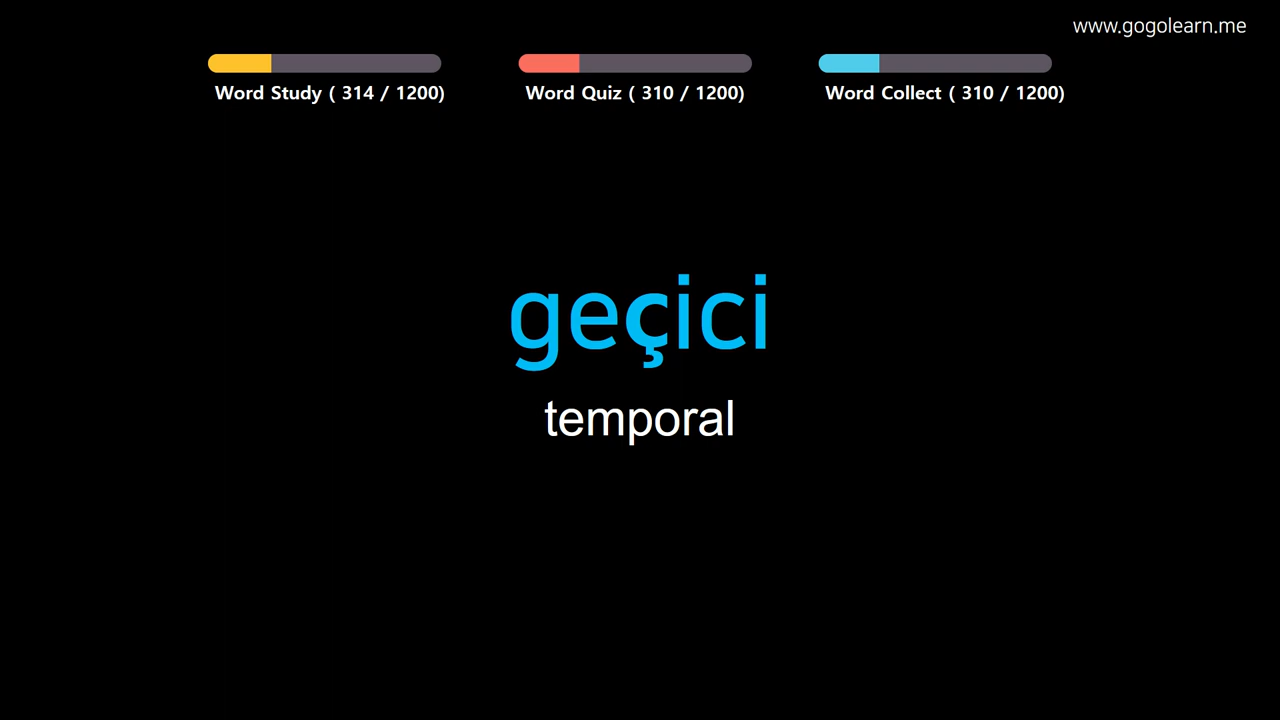 www.gogolearn.me
Word Study ( 314 / 1200)
Word Quiz ( 310 / 1200)
Word Collect ( 310 / 1200)
geçici
temporal